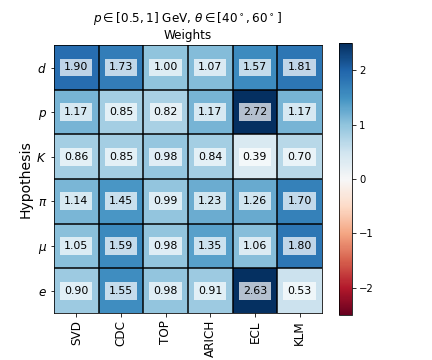 p ∈ [0.5, 1] GeV, θ ∈ [40°, 60°]
Weights
Hypothesis
d 1.90 1.73 1.00 1.07 1.57 1.81
p 1.17 0.85 0.82 1.17 2.72 1.17
K 0.86 0.85 0.98 0.84 0.39 0.70
π 1.14 1.45 0.99 1.23 1.26 1.70
μ 1.05 1.59 0.98 1.35 1.06 1.80
e 0.90 1.55 0.98 0.91 2.63 0.53
SVD CDC TOP ARICH ECL KLM
2
1
0
−1
−2